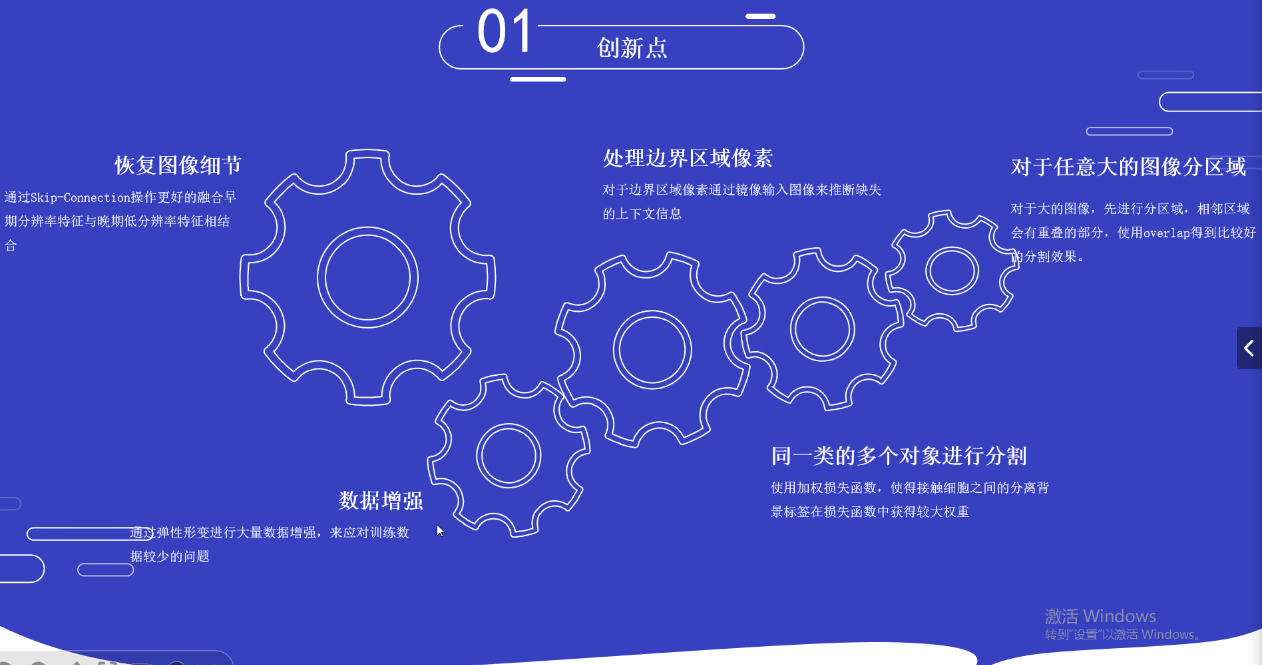 01
创新点
恢复图像细节
通过Skip-Connection操作更好的融合早
期分辨率特征与晚期低分辨率特征相结
合
处理边界区域像素
对于边界区域像素通过镜像输入图像来推断缺失
的上下文信息
对于任意大的图像分区域
对于大的图像，先进行分区域，相邻区域
会有重叠的部分，使用overlap得到比较好
的分割效果。
数据增强
通过弹性形变进行大量数据增强，来应对训练数
据较少的问题
同一类的多个对象进行分割
使用加权损失函数，使得接触细胞之间的分离背
景标签在损失函数中获得较大权重
激活 Windows
转到"设置"以激活 Windows。